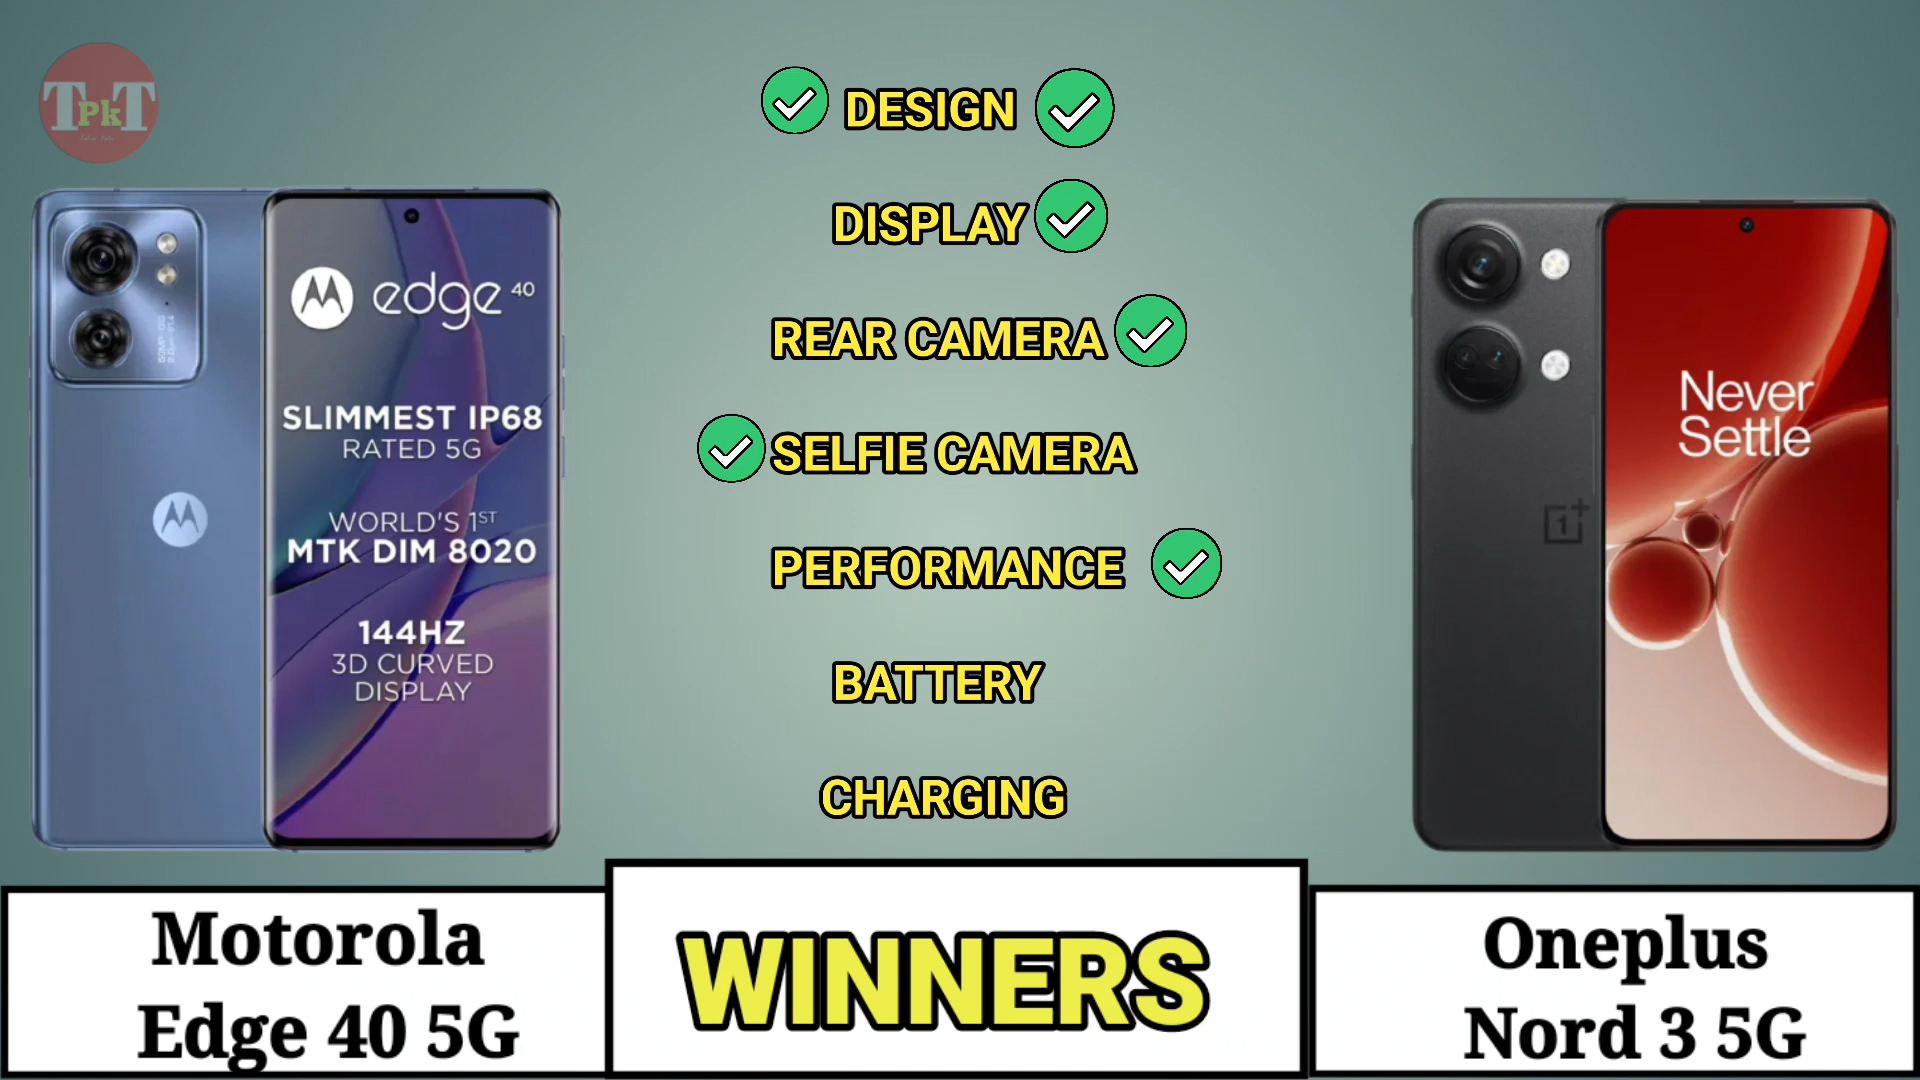 TPkT
DESIGN
DISPLAY
REAR CAMERA
SELFIE CAMERA
PERFORMANCE
BATTERY
CHARGING
edge 40
SLIMMEST IP68
RATED 5G
WORLD'S 1ST
MTK DIM 8020
144HZ
3D CURVED
DISPLAY
Never
Settle
1+
Motorola
Edge 40 5G
WINNERS
Oneplus
Nord 3 5G